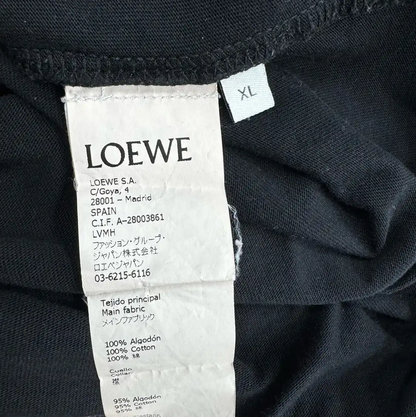 XL
LOEWE
LOEWE S.A.
C/Goya, 4
28001 – Madrid
SPAIN
C.I.F. A-28003861
LVMH
ファッション・グループ・
ジャパン株式会社
ロエベジャパン
03-6215-6116
Tejido principal
Main fabric
メインファブリック
100% Algodón
100% Cotton
100% 綿
Cuello
Collar
襟
95% Algodón
95% Cotton